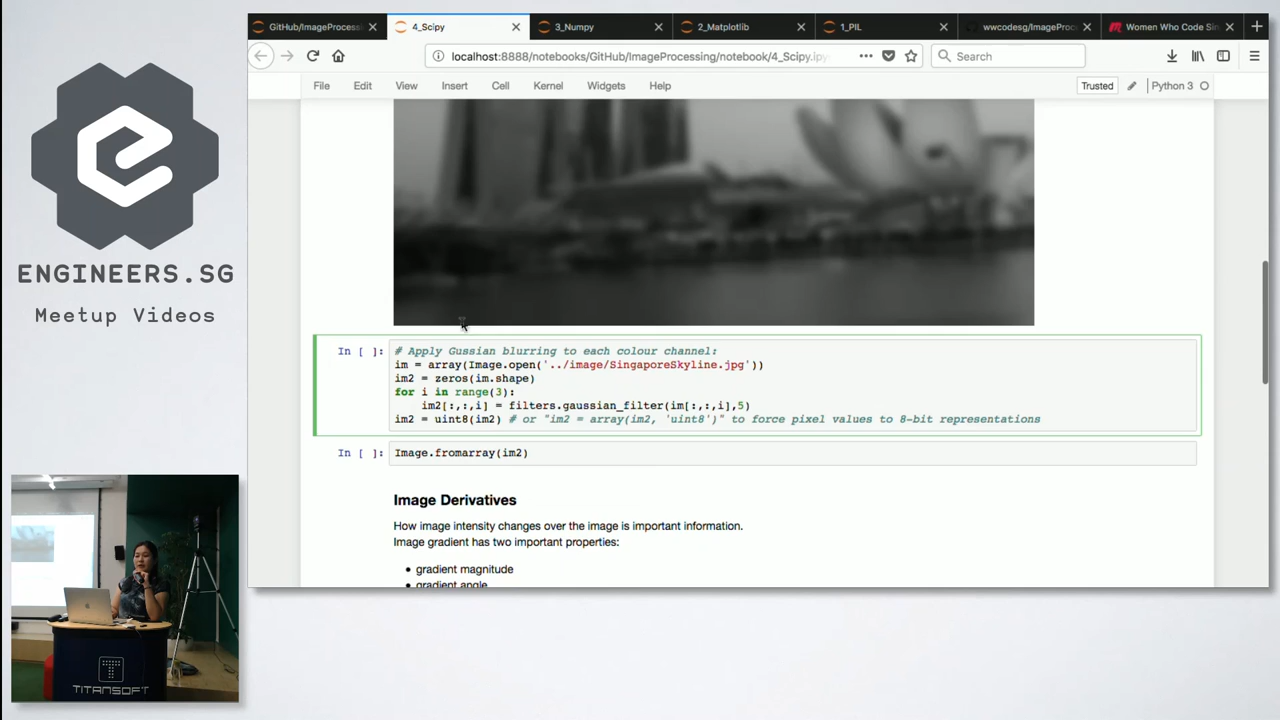 ENGINEERS.SG
Meetup Videos
TITANSOFT
GitHub/ImageProcess
4_Scipy
3_Numpy
2_Matplotlib
1_PIL
wwcodesg/ImageProc
Women Who Code Sin
localhost:8888/notebooks/GitHub/ImageProcessing/notebook/4_Scipy.ipy
Search
File Edit View Insert Cell Kernel Widgets Help
Trusted
Python 3
In [ ]:
# Apply Gussian blurring to each colour channel:
im = array(Image.open('../image/SingaporeSkyline.jpg'))
im2 = zeros(im.shape)
for i in range(3):
    im2[:,:,i] = filters.gaussian_filter(im[:,:,i],5)
im2 = uint8(im2) # or "im2 = array(im2, 'uint8')" to force pixel values to 8-bit representations
In [ ]:
Image.fromarray(im2)
Image Derivatives
How image intensity changes over the image is important information.
Image gradient has two important properties:
• gradient magnitude
• gradient angle